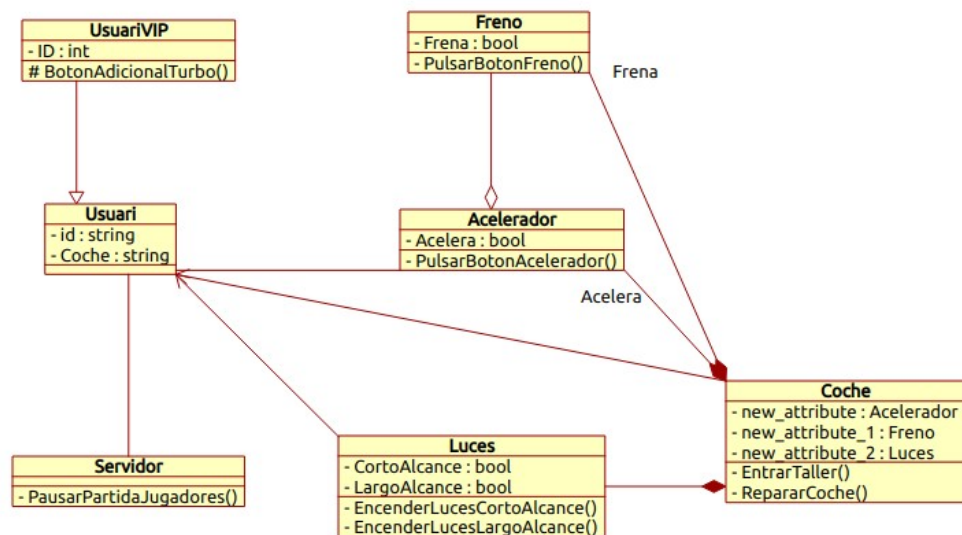 UsuariVIP
- ID : int
# BotonAdicionalTurbo()
Freno
- Frena : bool
- PulsarBotonFreno()
Frena
Usuari
- id : string
- Coche : string
Acelerador
- Acelera : bool
- PulsarBotonAcelerador()
Acelera
Coche
- new_attribute : Acelerador
- new_attribute_1 : Freno
- new_attribute_2 : Luces
- EntrarTaller()
- RepararCoche()
Luces
- CortoAlcance : bool
- LargoAlcance : bool
- EncenderLucesCortoAlcance()
- EncenderLucesLargoAlcance()
Servidor
- PausarPartidaJugadores()